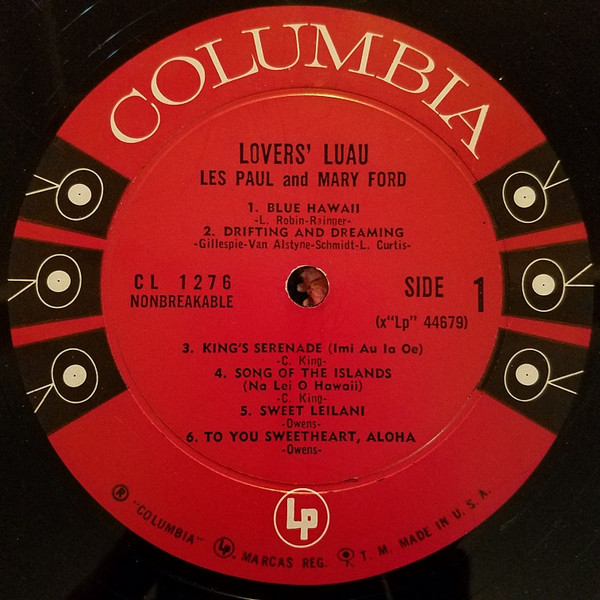 COLUMBIA
LOVERS' LUAU
LES PAUL and MARY FORD
1. BLUE HAWAII
-L. Robin-Rainger-
2. DRIFTING AND DREAMING
-Gillespie-Van Alstyne-Schmidt-L. Curtis-
CL 1276
NONBREAKABLE
SIDE 1
(x"Lp" 44679)
3. KING'S SERENADE (Imi Au Ia Oe)
-C. King-
4. SONG OF THE ISLANDS
(Na Lei O Hawaii)
-C. King-
5. SWEET LEILANI
-Owens-
6. TO YOU SWEETHEART, ALOHA
-Owens-
Lp
® "COLUMBIA" Lp. MARCAS REG. T. M. MADE IN U. S. A.